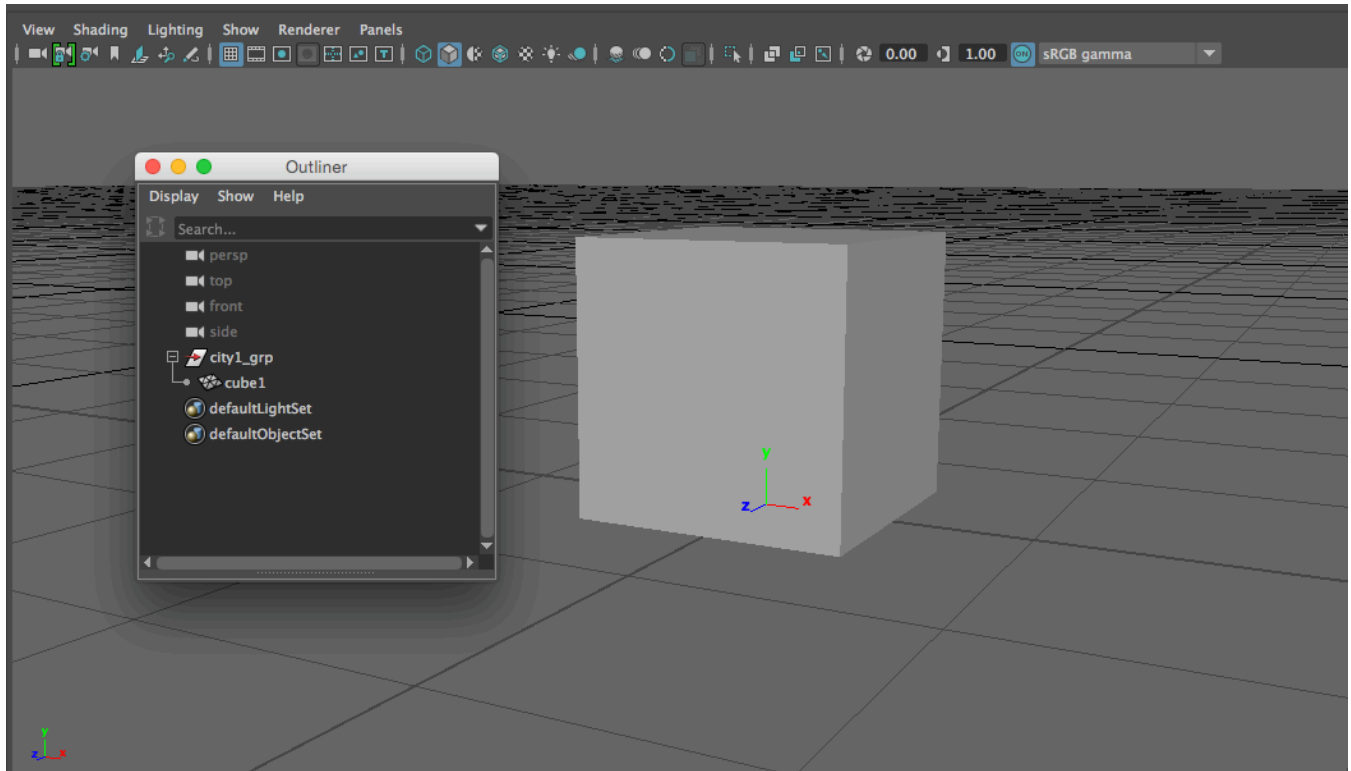 View Shading Lighting Show Renderer Panels
0.00 1.00 ON sRGB gamma
Outliner
Display Show Help
Search...
persp
top
front
side
city1_grp
cube1
defaultLightSet
defaultObjectSet
y
z x
y
z x